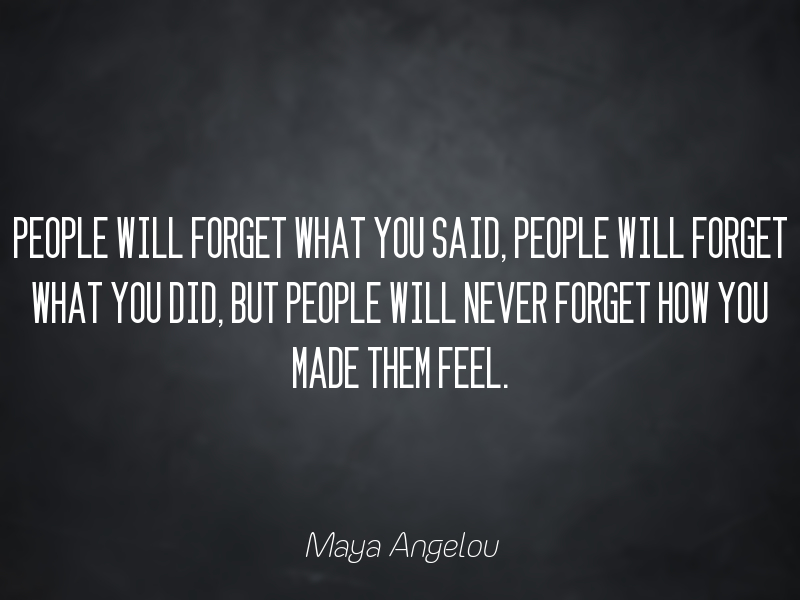 PEOPLE WILL FORGET WHAT YOU SAID, PEOPLE WILL FORGET
WHAT YOU DID, BUT PEOPLE WILL NEVER FORGET HOW YOU
MADE THEM FEEL.
Maya Angelou